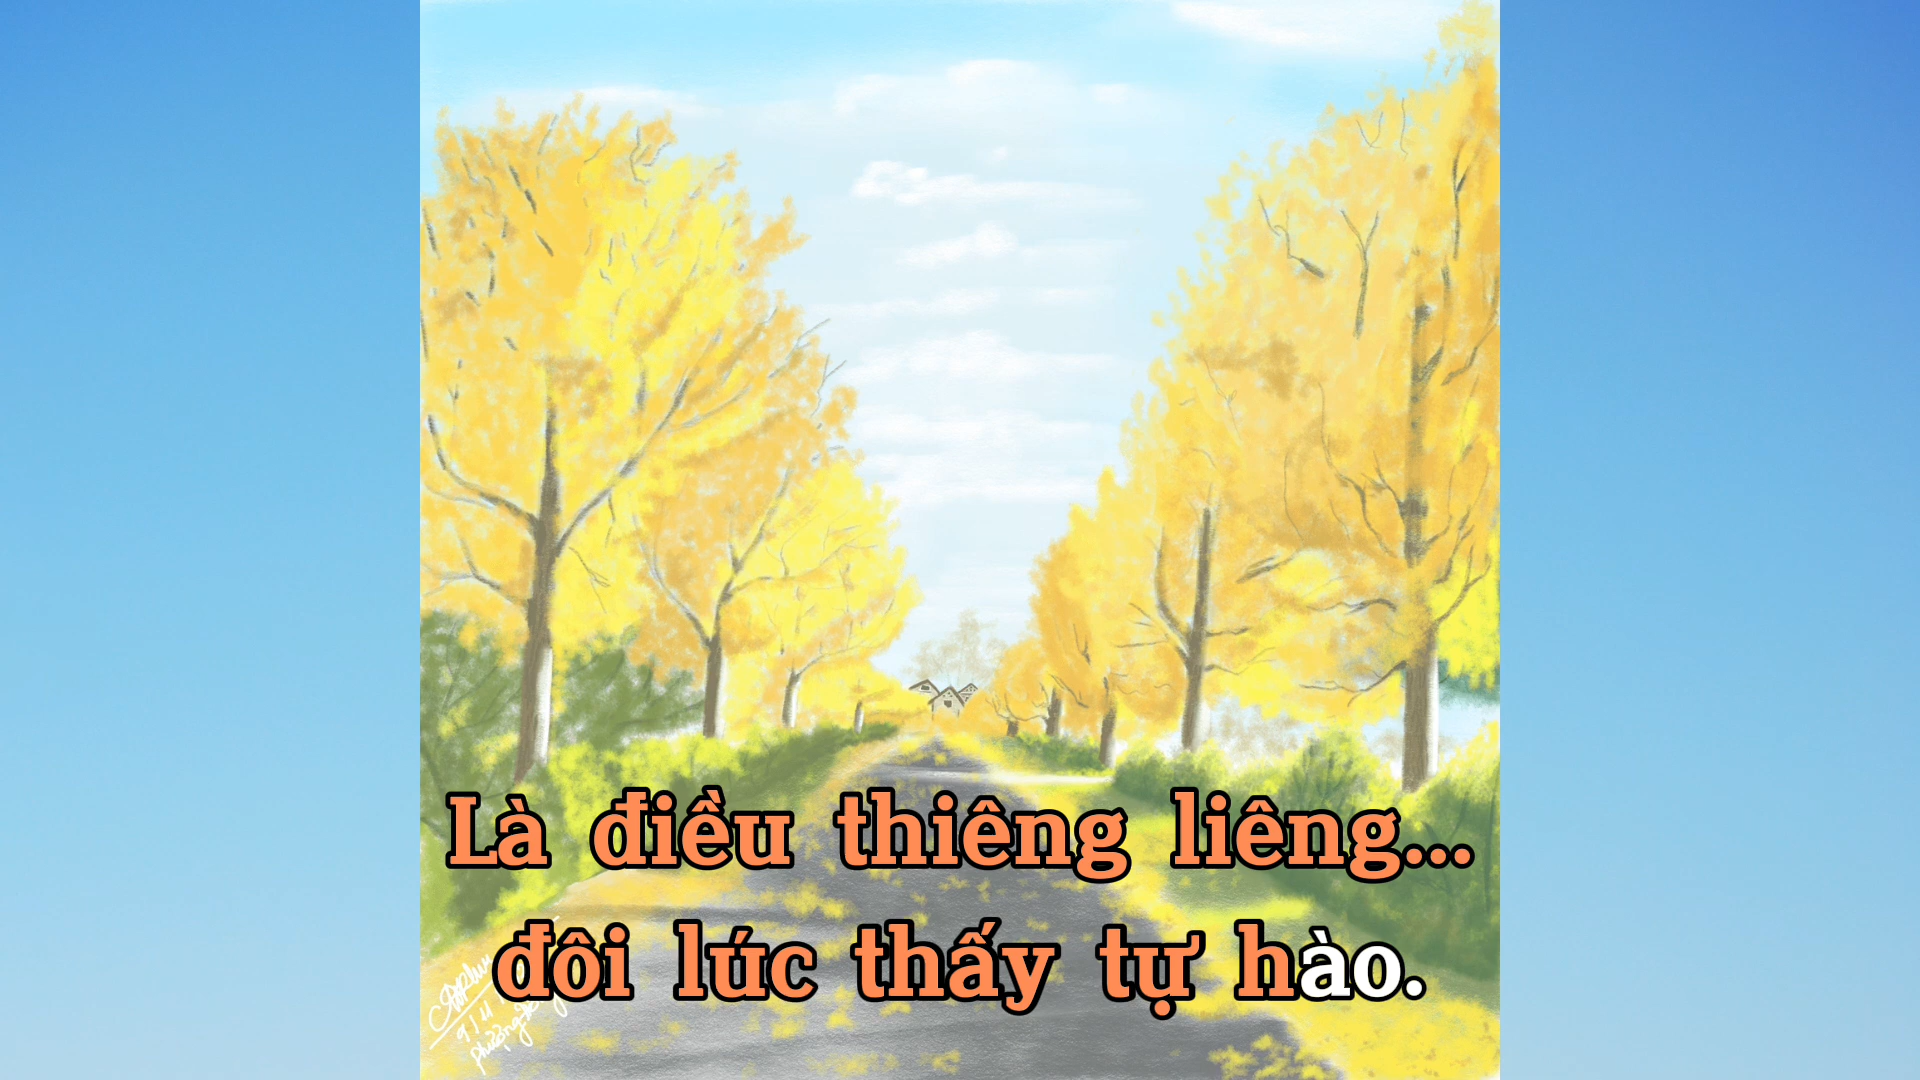 Là điều thiêng liêng...
đôi lúc thấy tự hào.